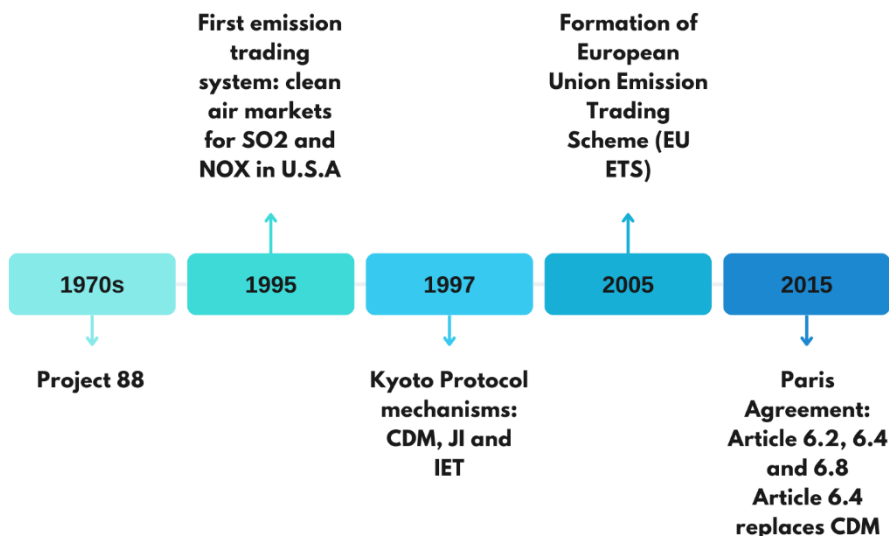 First emission
trading
system: clean
air markets
for SO2 and
NOX in U.S.A
Formation of
European
Union Emission
Trading
Scheme (EU
ETS)
1970s
1995
1997
2005
2015
Project 88
Kyoto Protocol
mechanisms:
CDM, JI and
IET
Paris
Agreement:
Article 6.2, 6.4
and 6.8
Article 6.4
replaces CDM